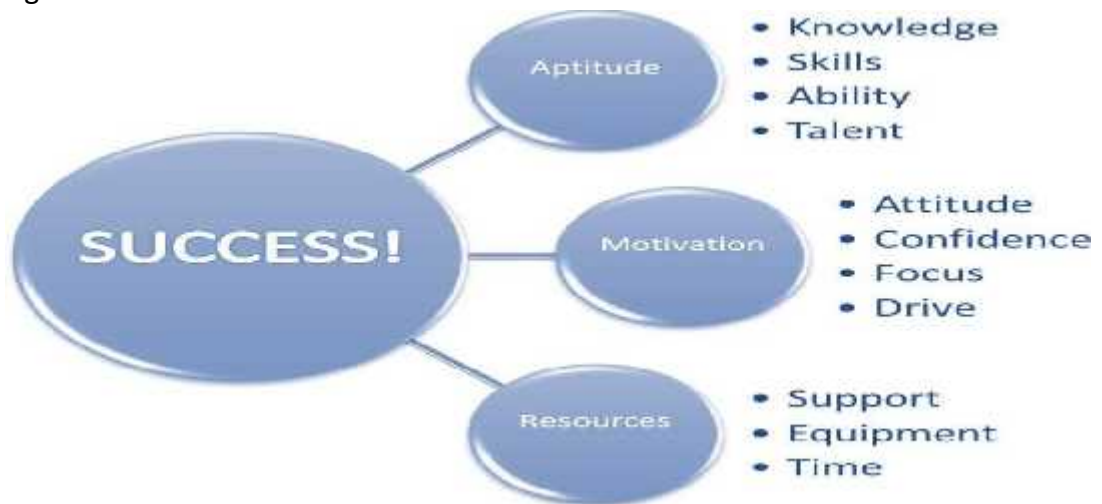 SUCCESS!
Aptitude
• Knowledge
• Skills
• Ability
• Talent
Motivation
• Attitude
• Confidence
• Focus
• Drive
Resources
• Support
• Equipment
• Time